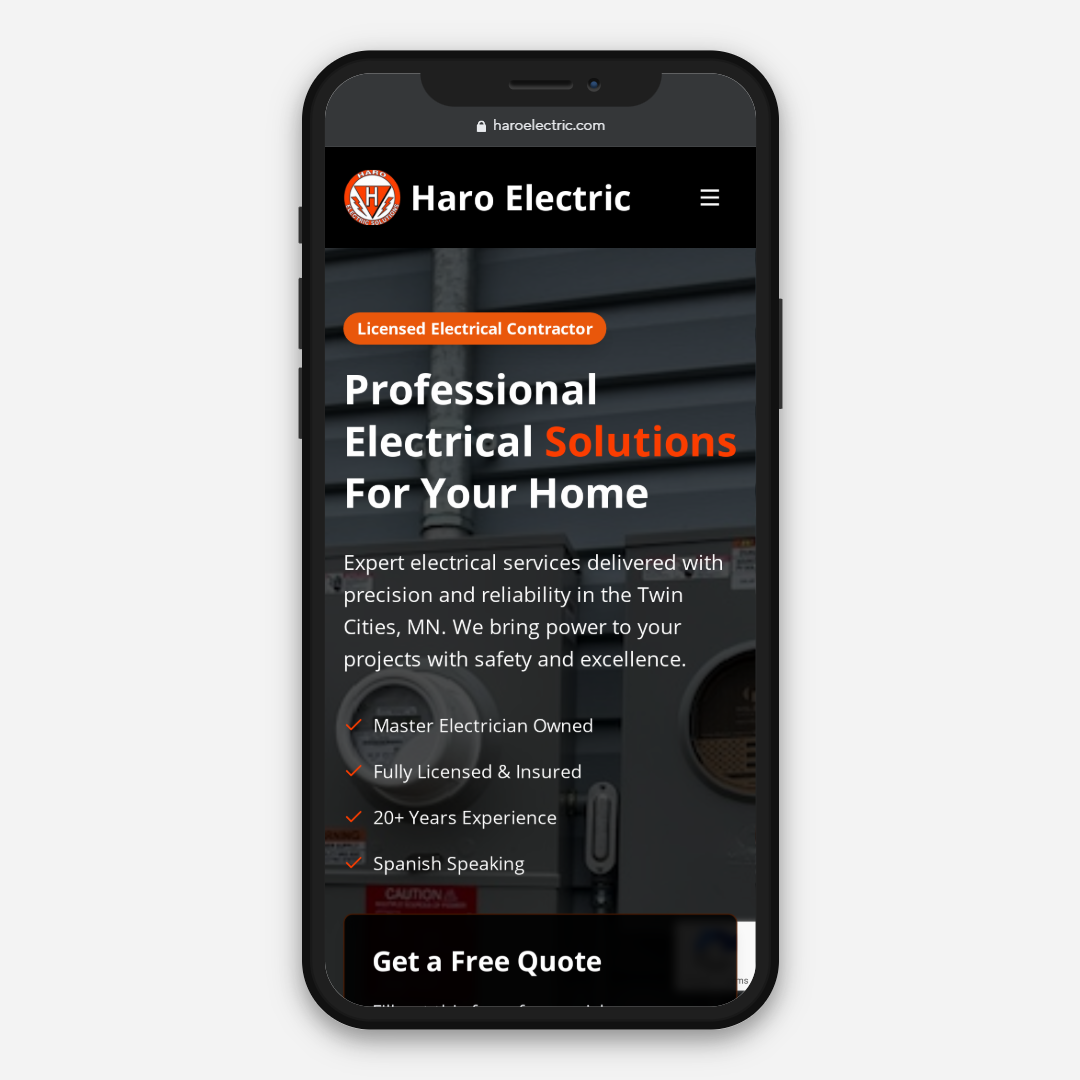 haroelectric.com
HARO
H
ELECTRIC SOLUTIONS
Haro Electric
Licensed Electrical Contractor
Professional
Electrical Solutions
For Your Home
Expert electrical services delivered with
precision and reliability in the Twin
Cities, MN. We bring power to your
projects with safety and excellence.
Master Electrician Owned
Fully Licensed & Insured
20+ Years Experience
Spanish Speaking
CAUTION
Get a Free Quote